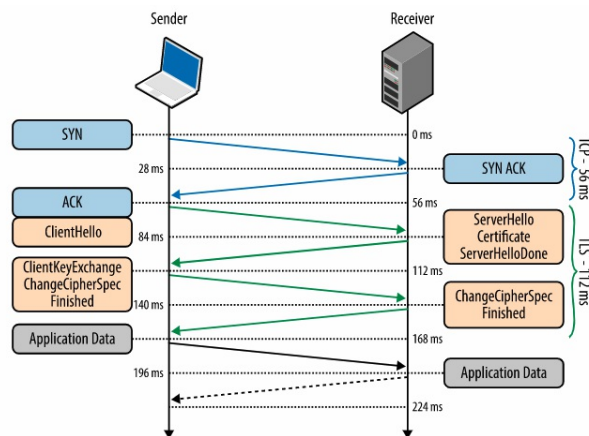 Sender
Receiver
SYN
0 ms
28 ms
SYN ACK
TCP - 56 ms
ACK
56 ms
ClientHello
84 ms
ServerHello
Certificate
ServerHelloDone
ClientKeyExchange
ChangeCipherSpec
Finished
112 ms
TLS - 112 ms
140 ms
ChangeCipherSpec
Finished
Application Data
168 ms
196 ms
Application Data
224 ms